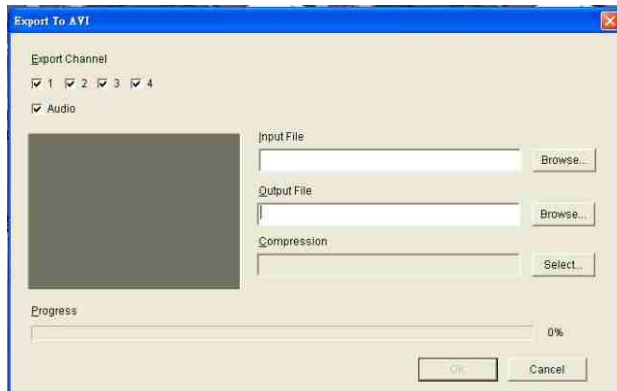 Export To AVI
Export Channel
1 2 3 4
Audio
Input File
Browse...
Output File
Browse...
Compression
Select...
Progress
0%
OK Cancel